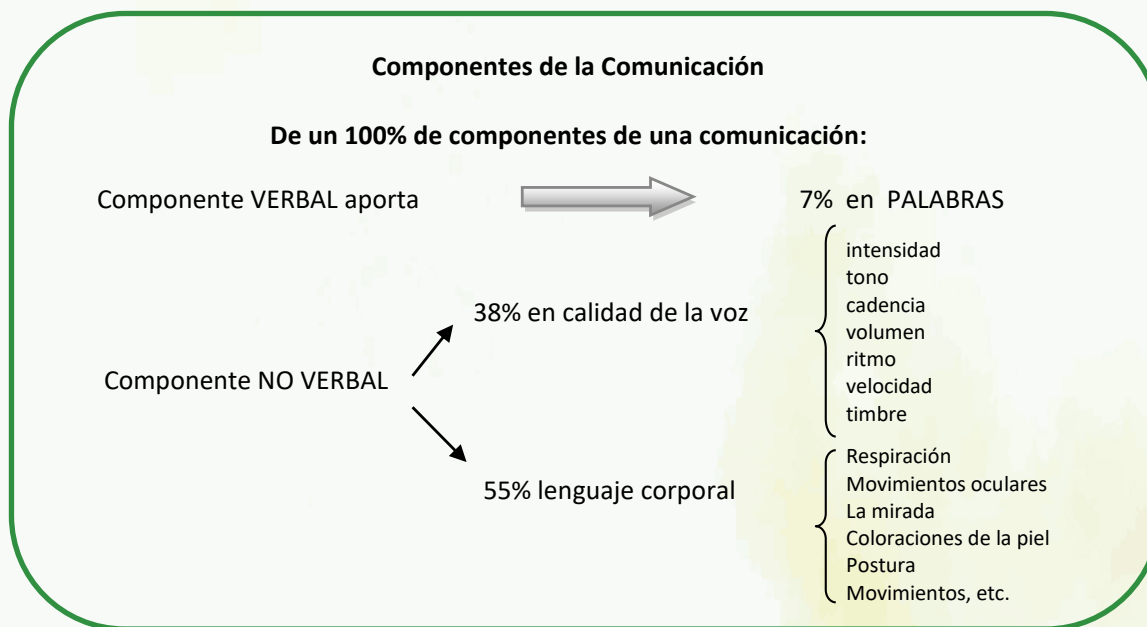 Componentes de la Comunicación
De un 100% de componentes de una comunicación:
Componente VERBAL aporta 7% en PALABRAS
Componente NO VERBAL
38% en calidad de la voz
intensidad
tono
cadencia
volumen
ritmo
velocidad
timbre
55% lenguaje corporal
Respiración
Movimientos oculares
La mirada
Coloraciones de la piel
Postura
Movimientos, etc.